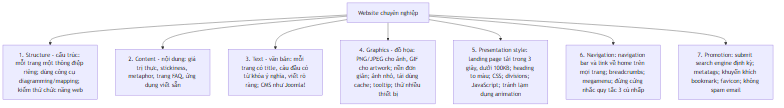 Website chuyên nghiệp
1. Structure - cấu trúc:
mỗi trang một thông điệp
riêng; dùng công cụ
diagramming/mapping;
kiểm thử chức năng web
2. Content - nội dung: giá
trị thực, stickiness,
metaphor, trang FAQ, ứng
dụng viết sẵn
3. Text - văn bản: mỗi
trang có title, câu đầu có
từ khóa ý nghĩa, viết rõ
ràng; CMS như Joomla!
4. Graphics - đồ họa:
PNG/JPEG cho ảnh, GIF
cho artwork; nền đơn
giản; ảnh nhỏ, tái dùng
cache; tooltip; thử nhiều
thiết bị
5. Presentation style:
landing page tải trong 3
giây, dưới 100KB; heading
to màu; CSS; divisions;
JavaScript; tránh lạm
dụng animation
6. Navigation: navigation
bar và link về home trên
mọi trang; breadcrumbs;
megamenu; đừng cứng
nhắc quy tắc 3 cú nhấp
7. Promotion: submit
search engine định kỳ;
metatags; khuyến khích
bookmark; favicon; không
spam email